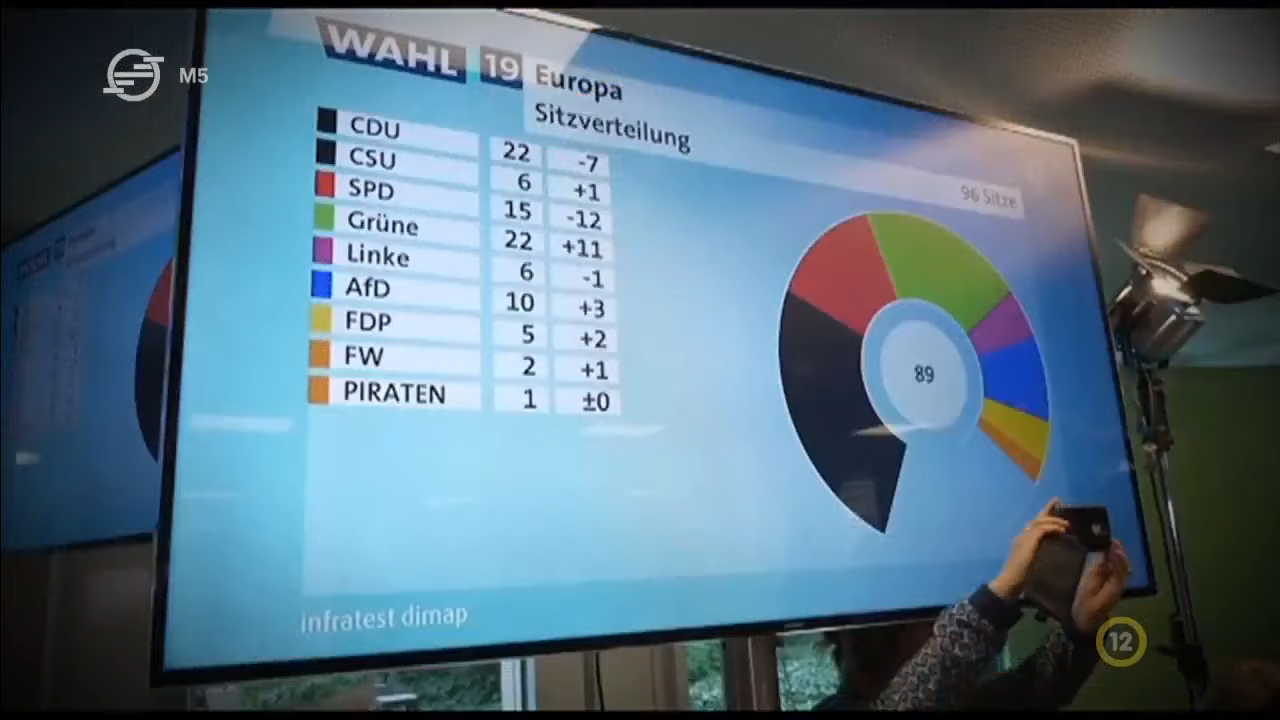 M5
WAHL 19
Europa
Sitzverteilung
96 Sitze
CDU 22 -7
CSU 6 +1
SPD 15 -12
Grüne 22 +11
Linke 6 -1
AfD 10 +3
FDP 5 +2
FW 2 +1
PIRATEN 1 ±0
89
infratest dimap
12